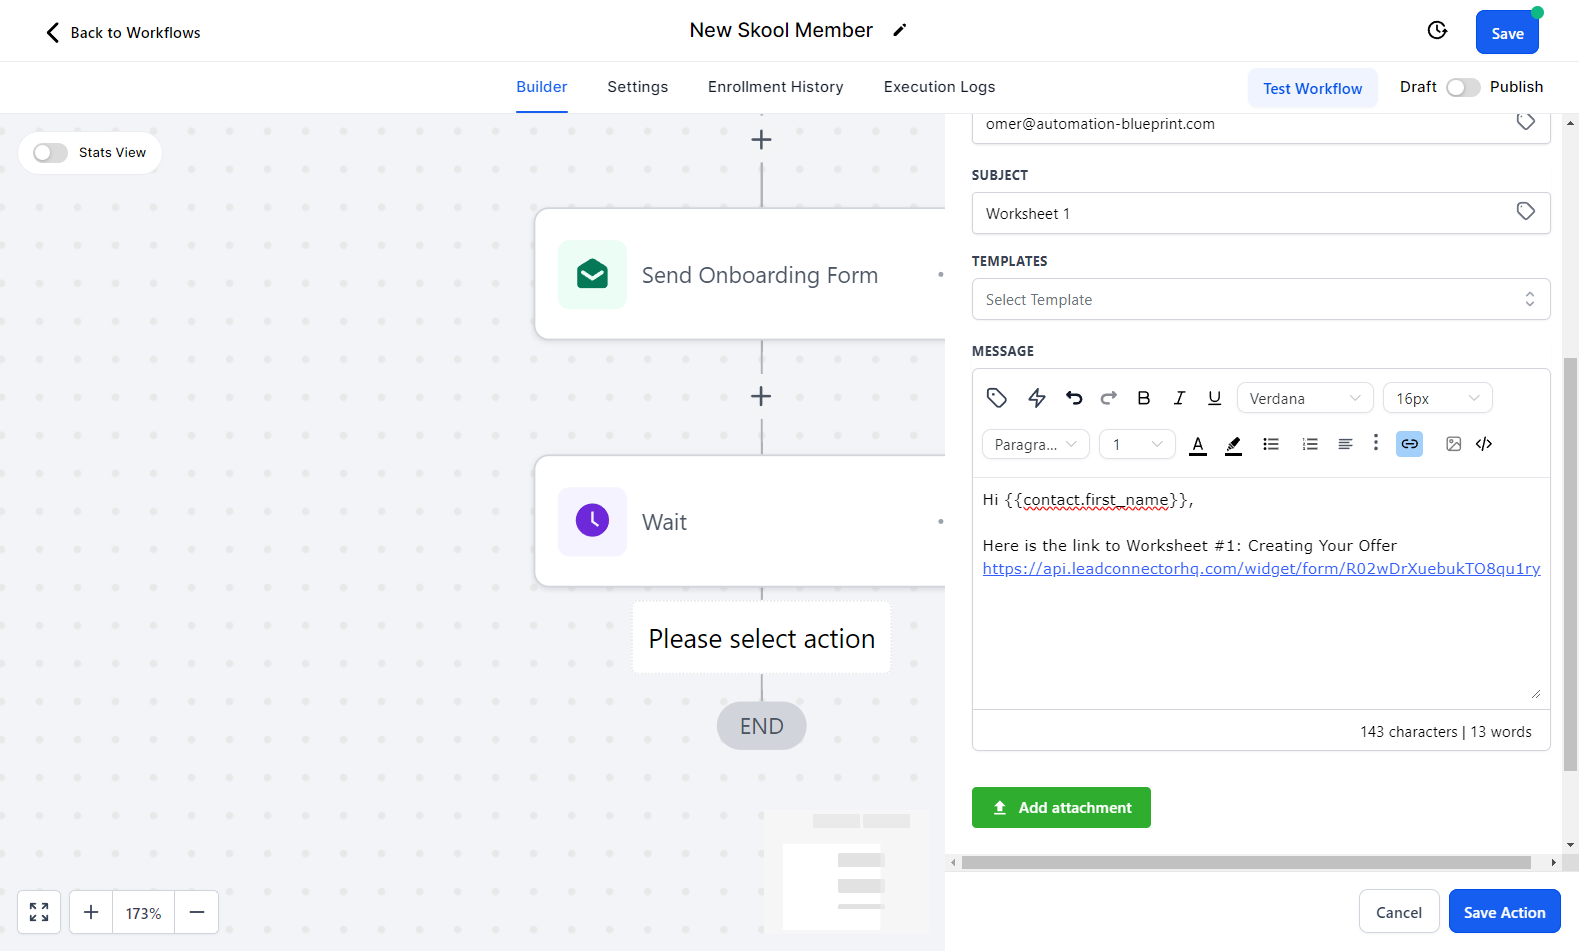 Back to Workflows
New Skool Member
Save
Builder
Settings
Enrollment History
Execution Logs
Test Workflow
Draft
Publish
Stats View
Send Onboarding Form
Wait
Please select action
END
173%
omer@automation-blueprint.com
SUBJECT
Worksheet 1
TEMPLATES
Select Template
MESSAGE
B I U Verdana 16px
Paragra... 1 A
Hi {{contact.first_name}},
Here is the link to Worksheet #1: Creating Your Offer
https://api.leadconnectorhq.com/widget/form/R02wDrXuebukTO8qu1ry
143 characters | 13 words
Add attachment
Cancel
Save Action